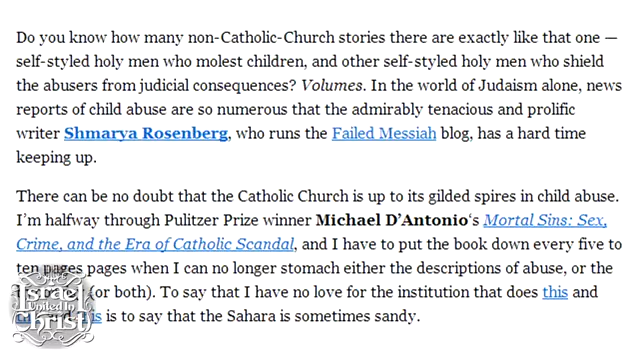 Do you know how many non-Catholic-Church stories there are exactly like that one —
self-styled holy men who molest children, and other self-styled holy men who shield
the abusers from judicial consequences? Volumes. In the world of Judaism alone, news
reports of child abuse are so numerous that the admirably tenacious and prolific
writer Shmarya Rosenberg, who runs the Failed Messiah blog, has a hard time
keeping up.
There can be no doubt that the Catholic Church is up to its gilded spires in child abuse.
I’m halfway through Pulitzer Prize winner Michael D’Antonio‘s Mortal Sins: Sex,
Crime, and the Era of Catholic Scandal, and I have to put the book down every five to
ten pages pages when I can no longer stomach either the descriptions of abuse, or the
(or both). To say that I have no love for the institution that does this and
is to say that the Sahara is sometimes sandy.
Israel
United In
Christ